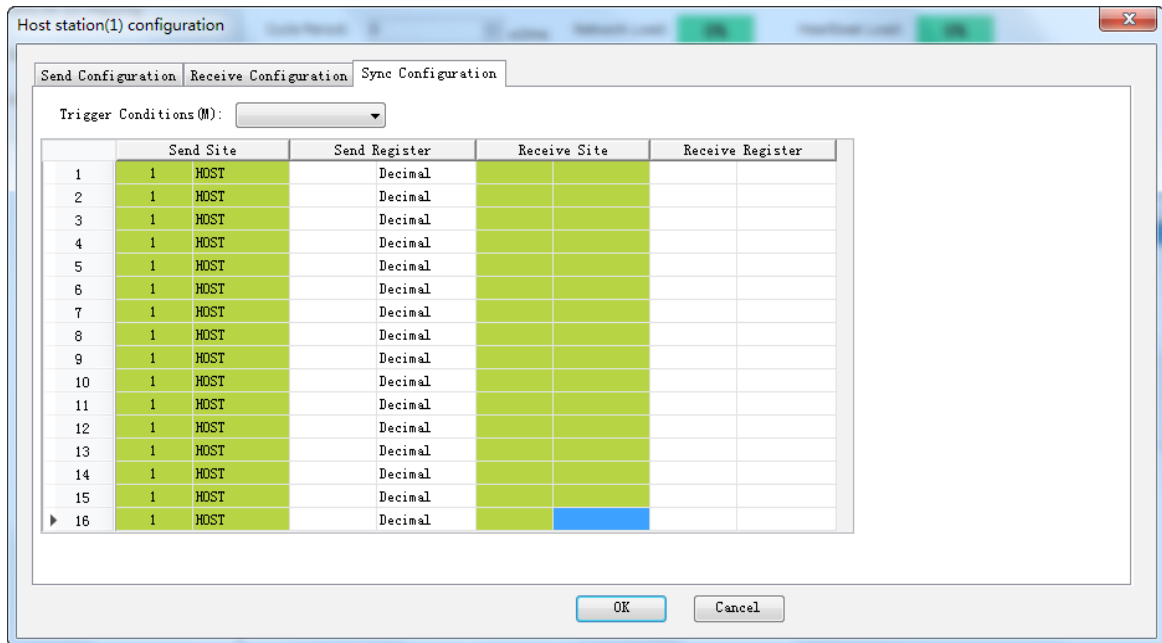 Host station(1) configuration
Send Configuration Receive Configuration Sync Configuration
Trigger Conditions(M):
Send Site Send Register Receive Site Receive Register
1 1 HOST Decimal
2 1 HOST Decimal
3 1 HOST Decimal
4 1 HOST Decimal
5 1 HOST Decimal
6 1 HOST Decimal
7 1 HOST Decimal
8 1 HOST Decimal
9 1 HOST Decimal
10 1 HOST Decimal
11 1 HOST Decimal
12 1 HOST Decimal
13 1 HOST Decimal
14 1 HOST Decimal
15 1 HOST Decimal
16 1 HOST Decimal
OK Cancel